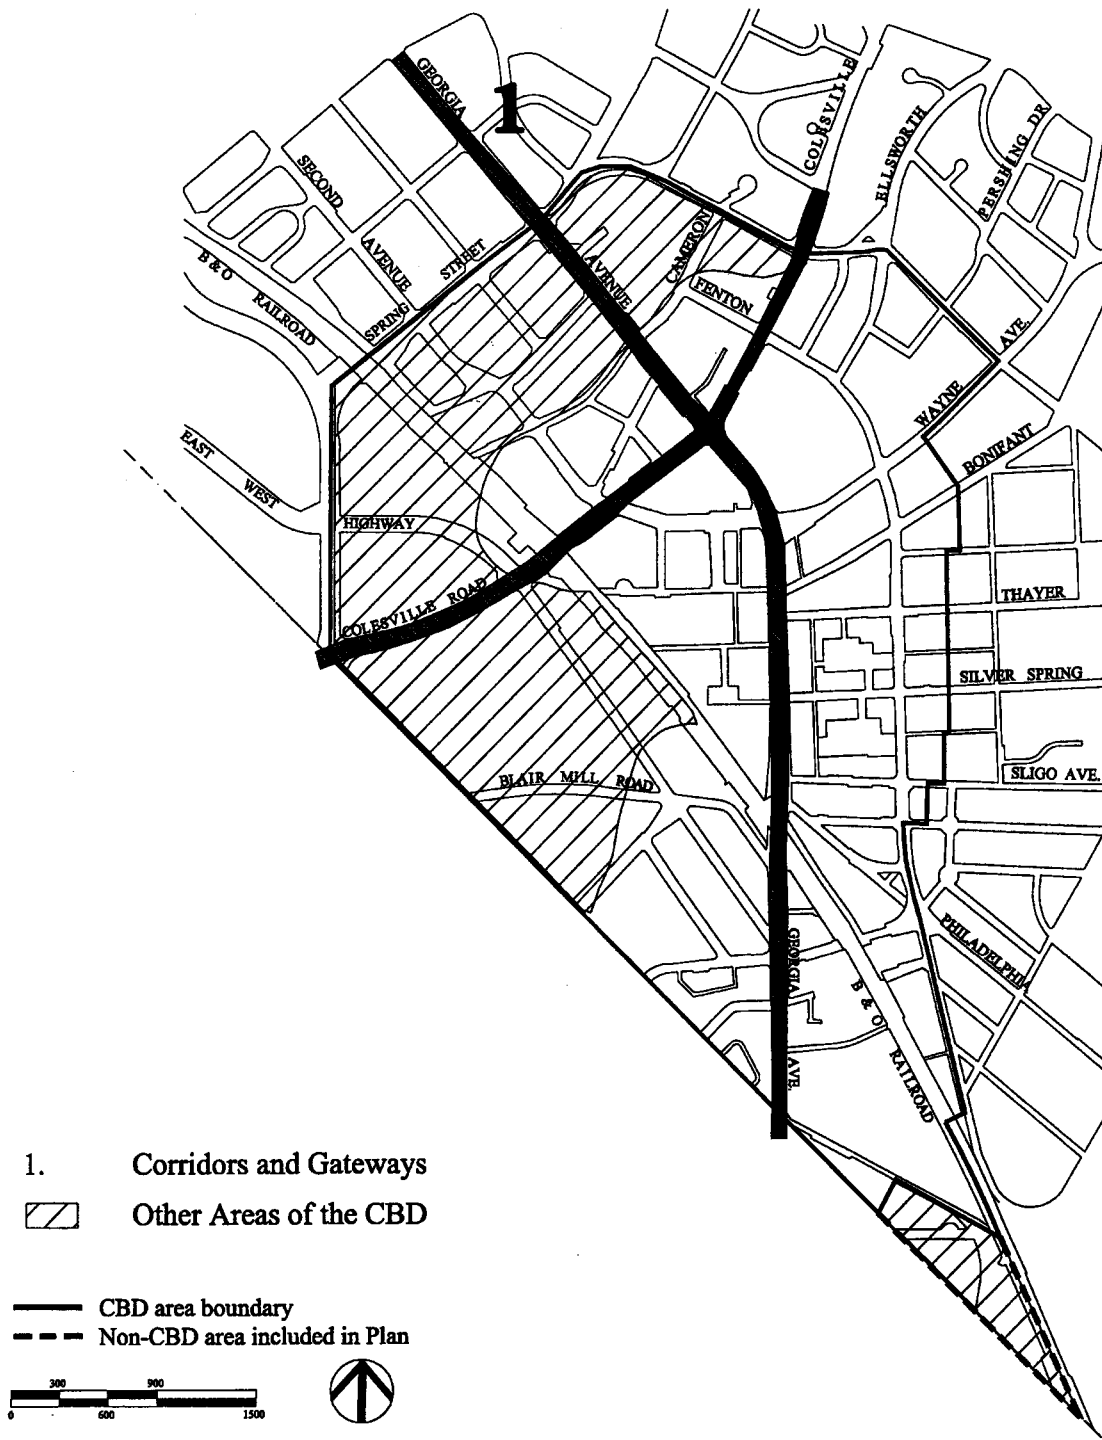 GEORGIA
1
COLESVILLE
ELLSWORTH
PERSHING DR.
SECOND
AVENUE
SPRING STREET
B & O
RAILROAD
AVENUE
CAMERON
FENTON
WAYNE AVE.
BONIFANT
EAST WEST
HIGHWAY
COLESVILLE ROAD
THAYER
SILVER SPRING
SLIGO AVE.
BLAIR MILL ROAD
PHILADELPHIA
GEORGIA AVE.
B & O
RAILROAD
1. Corridors and Gateways
Other Areas of the CBD
CBD area boundary
Non-CBD area included in Plan
300 900
0 600 1500